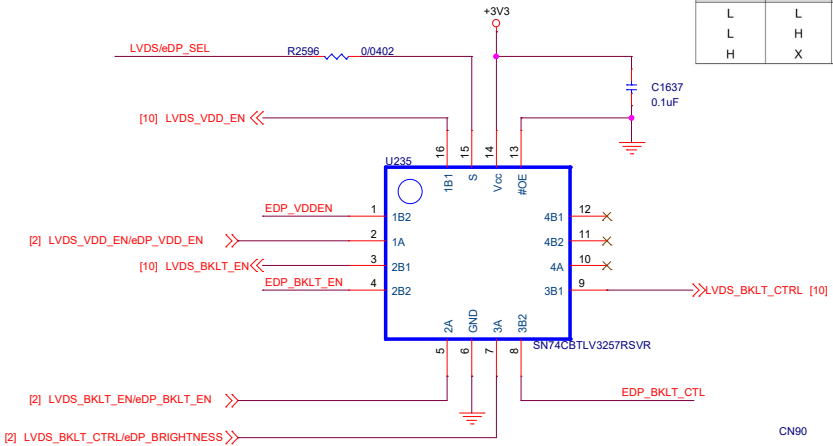 +3V3
L L
L H
H X
LVDS/eDP_SEL
R2596 0/0402
C1637
0.1uF
[10] LVDS_VDD_EN
16 15 14 13
U235
1B1 S Vcc #OE
EDP_VDDEN 1 1B2 4B1 12
[2] LVDS_VDD_EN/eDP_VDD_EN 2 1A 4B2 11
[10] LVDS_BKLT_EN 3 2B1 4A 10
EDP_BKLT_EN 4 2B2 3B1 9 LVDS_BKLT_CTRL [10]
2A GND 3A 3B2
SN74CBTLV3257RSVR
5 6 7 8
[2] LVDS_BKLT_EN/eDP_BKLT_EN
EDP_BKLT_CTL
[2] LVDS_BKLT_CTRL/eDP_BRIGHTNESS
CN90